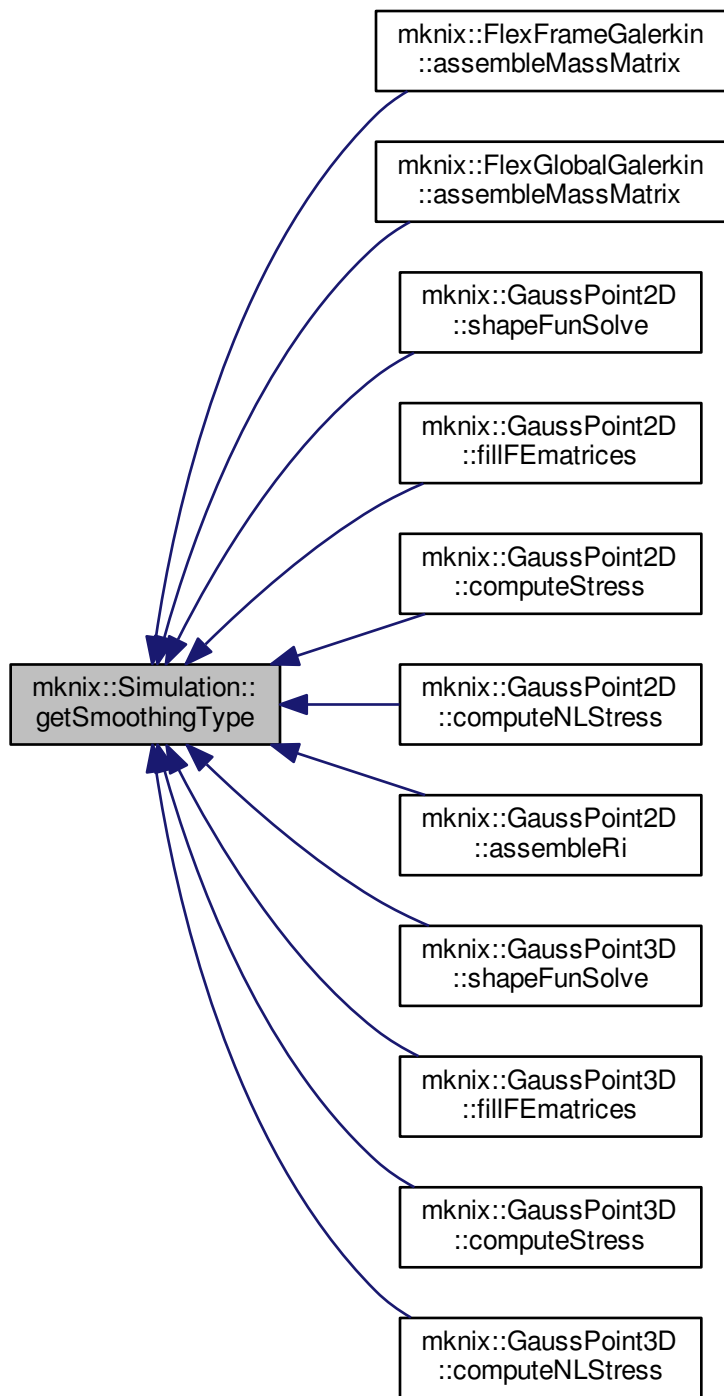 mknix::FlexFrameGalerkin
::assembleMassMatrix
mknix::FlexGlobalGalerkin
::assembleMassMatrix
mknix::GaussPoint2D
::shapeFunSolve
mknix::GaussPoint2D
::fillFEmatrices
mknix::GaussPoint2D
::computeStress
mknix::Simulation::
getSmoothingType
mknix::GaussPoint2D
::computeNLStress
mknix::GaussPoint2D
::assembleRi
mknix::GaussPoint3D
::shapeFunSolve
mknix::GaussPoint3D
::fillFEmatrices
mknix::GaussPoint3D
::computeStress
mknix::GaussPoint3D
::computeNLStress